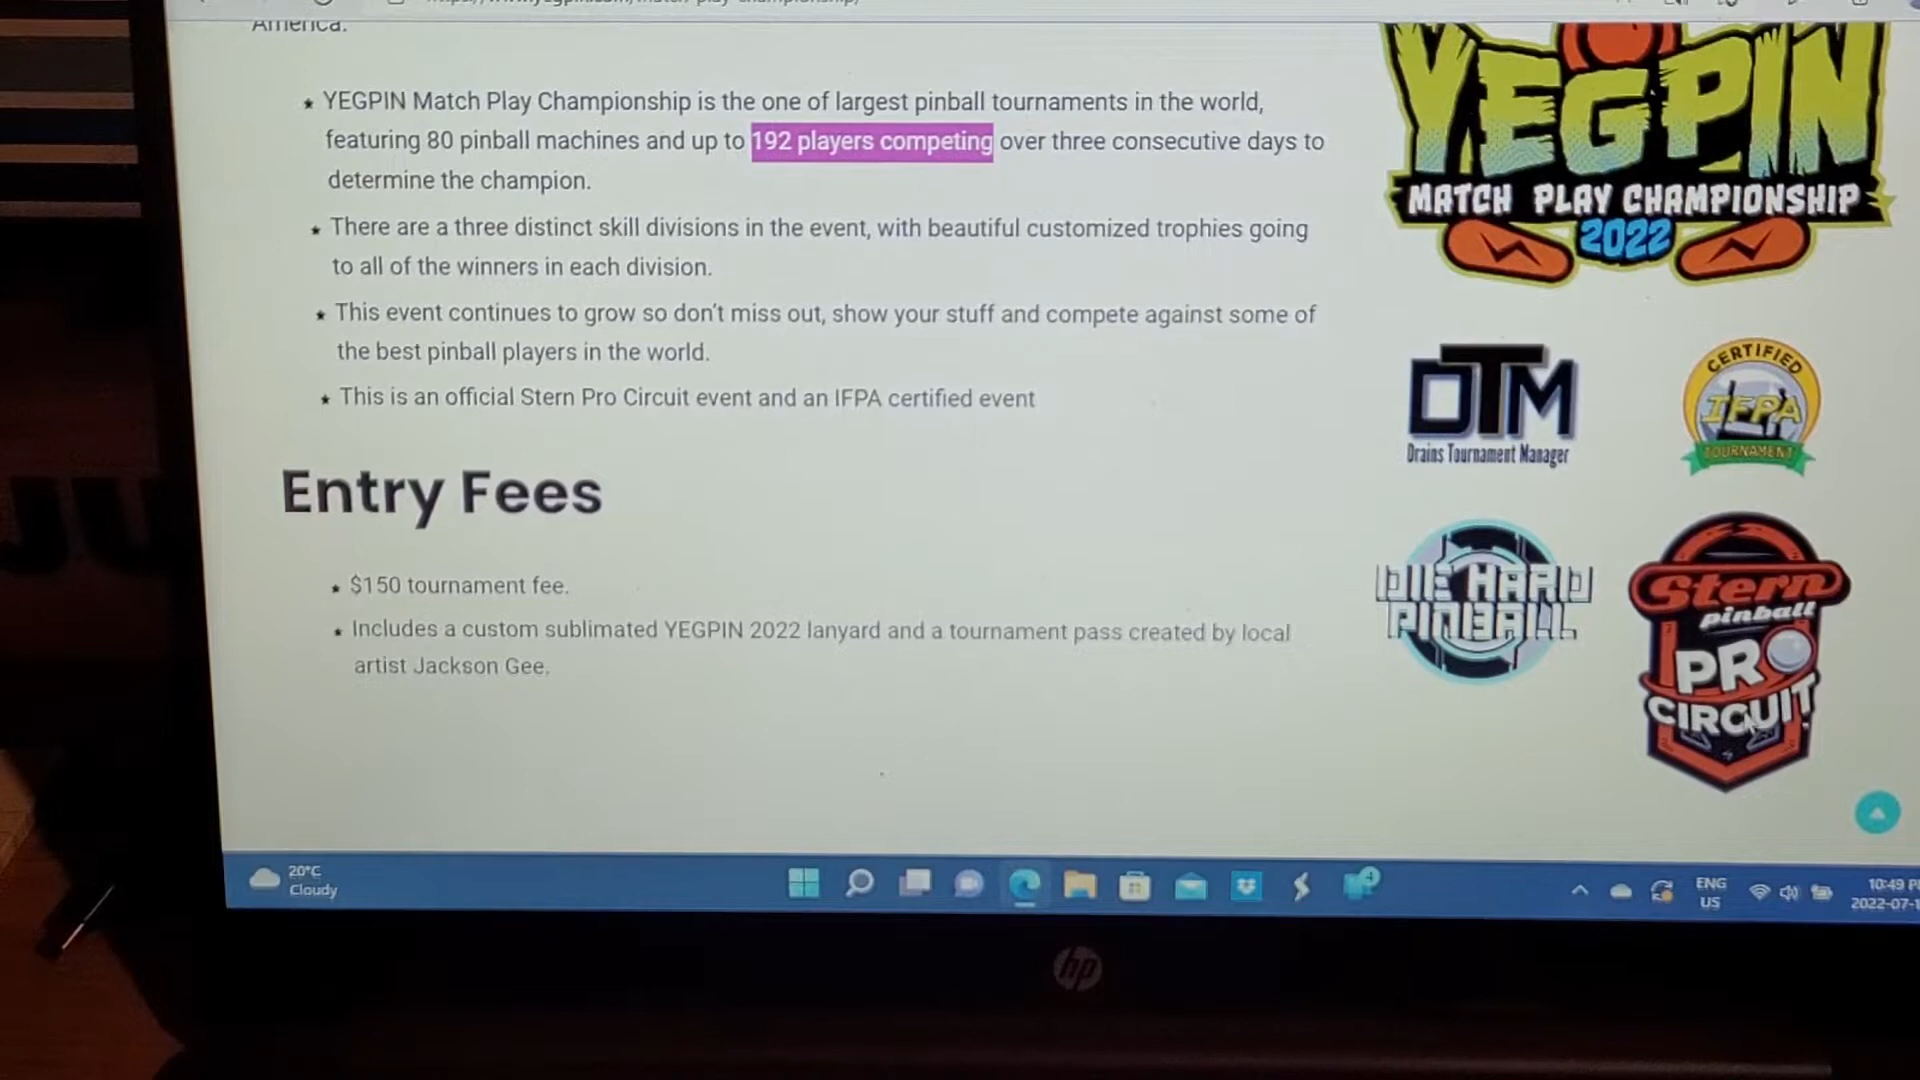 America.
YEGPIN Match Play Championship is the one of largest pinball tournaments in the world,
featuring 80 pinball machines and up to 192 players competing over three consecutive days to
determine the champion.
There are a three distinct skill divisions in the event, with beautiful customized trophies going
to all of the winners in each division.
This event continues to grow so don't miss out, show your stuff and compete against some of
the best pinball players in the world.
This is an official Stern Pro Circuit event and an IFPA certified event
Entry Fees
$150 tournament fee.
Includes a custom sublimated YEGPIN 2022 lanyard and a tournament pass created by local
artist Jackson Gee.
YEGPIN
MATCH PLAY CHAMPIONSHIP
2022
DTM
Drains Tournament Manager
CERTIFIED
IFPA
TOURNAMENT
DIE HARD
PINBALL
Stern
pinball
PRO
CIRCUIT
20°C
Cloudy
4
ENG
US
10:49 P
2022-07-1
hp